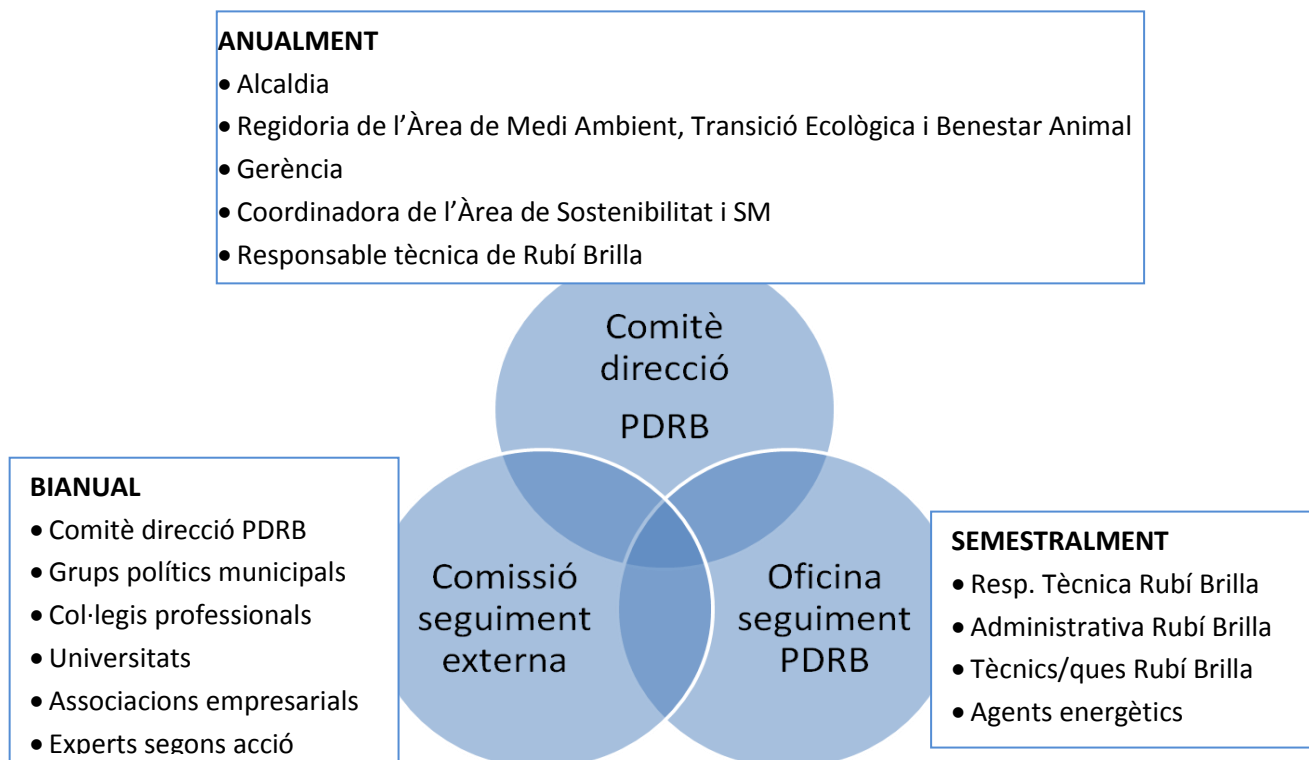 ANUALMENT
• Alcaldia
• Regidoria de l’Àrea de Medi Ambient, Transició Ecològica i Benestar Animal
• Gerència
• Coordinadora de l’Àrea de Sostenibilitat i SM
• Responsable tècnica de Rubí Brilla
Comitè
direcció
PDRB
BIANUAL
• Comitè direcció PDRB
• Grups polítics municipals
• Col·legis professionals
• Universitats
• Associacions empresarials
• Experts segons acció
Comissió
seguiment
externa
Oficina
seguiment
PDRB
SEMESTRALMENT
• Resp. Tècnica Rubí Brilla
• Administrativa Rubí Brilla
• Tècnics/ques Rubí Brilla
• Agents energètics